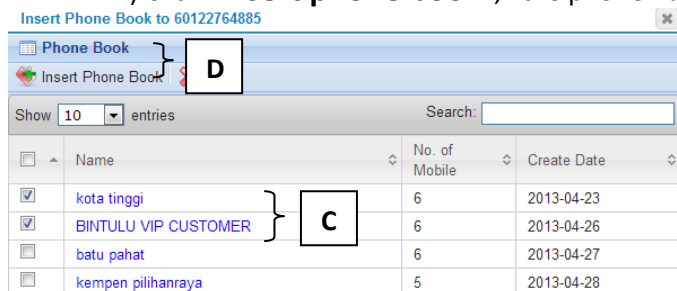 Insert Phone Book to 60122764885
Phone Book
D
Insert Phone Book
Show 10 entries Search:
Name No. of Mobile Create Date
kota tinggi 6 2013-04-23
C
BINTULU VIP CUSTOMER 6 2013-04-26
batu pahat 6 2013-04-27
kempen pilihanraya 5 2013-04-28